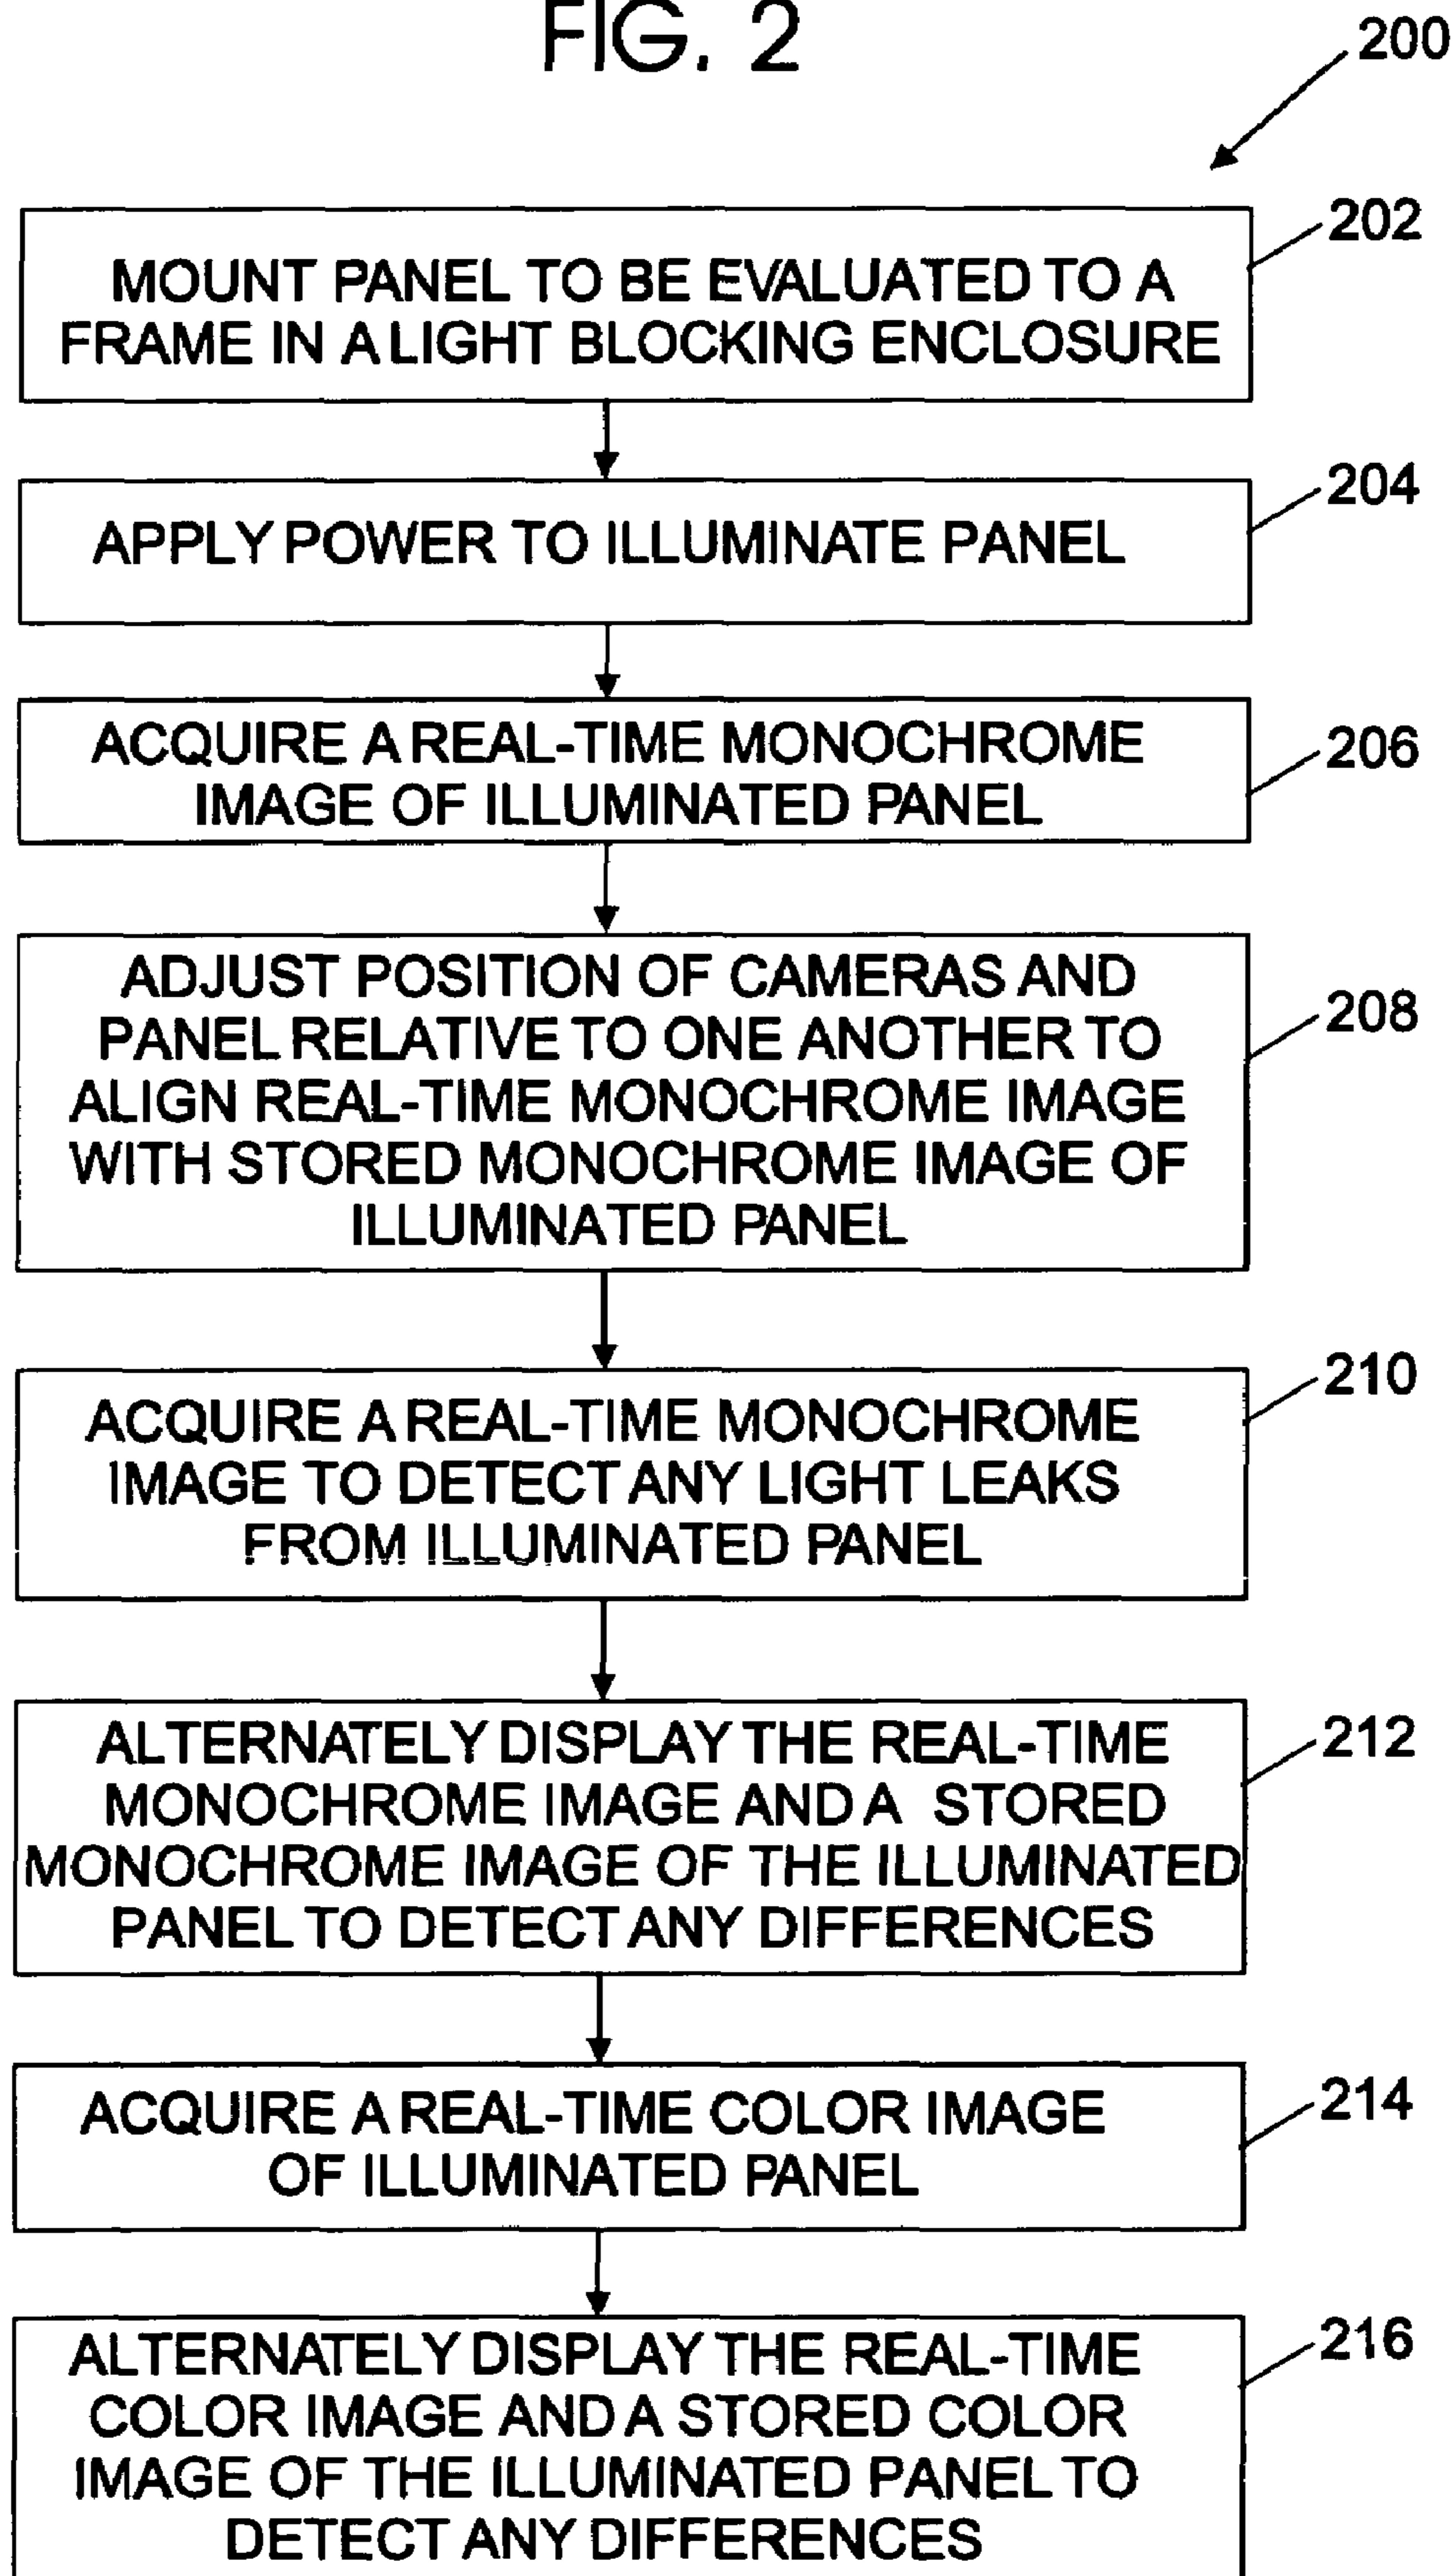 FIG. 2
200
202
MOUNT PANEL TO BE EVALUATED TO A
FRAME IN A LIGHT BLOCKING ENCLOSURE
204
APPLY POWER TO ILLUMINATE PANEL
206
ACQUIRE A REAL-TIME MONOCHROME
IMAGE OF ILLUMINATED PANEL
208
ADJUST POSITION OF CAMERAS AND
PANEL RELATIVE TO ONE ANOTHER TO
ALIGN REAL-TIME MONOCHROME IMAGE
WITH STORED MONOCHROME IMAGE OF
ILLUMINATED PANEL
210
ACQUIRE A REAL-TIME MONOCHROME
IMAGE TO DETECT ANY LIGHT LEAKS
FROM ILLUMINATED PANEL
212
ALTERNATELY DISPLAY THE REAL-TIME
MONOCHROME IMAGE AND A STORED
MONOCHROME IMAGE OF THE ILLUMINATED
PANEL TO DETECT ANY DIFFERENCES
214
ACQUIRE A REAL-TIME COLOR IMAGE
OF ILLUMINATED PANEL
216
ALTERNATELY DISPLAY THE REAL-TIME
COLOR IMAGE AND A STORED COLOR
IMAGE OF THE ILLUMINATED PANEL TO
DETECT ANY DIFFERENCES